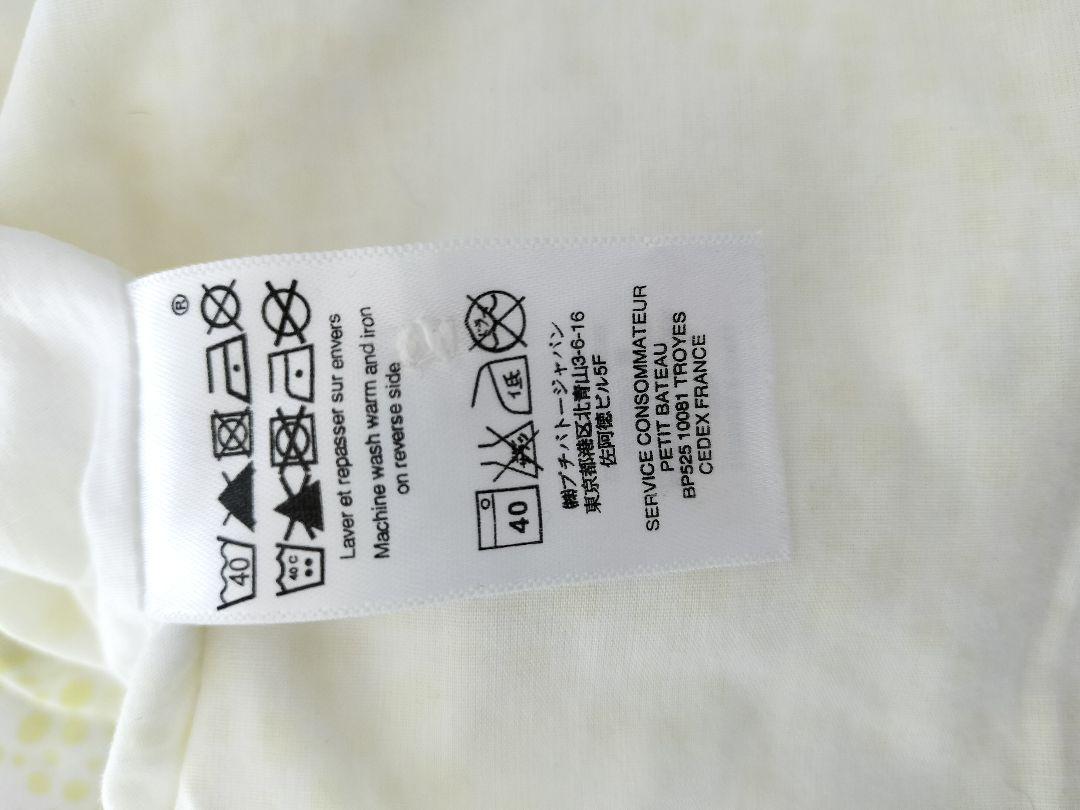 ®
40
40 C
Laver et repasser sur envers
Machine wash warm and iron
on reverse side
40
低
㈱プチバトージャパン
東京都港区北青山3-6-16
佐阿徳ビル5F
SERVICE CONSOMMATEUR
PETIT BATEAU
BP525 10081 TROYES
CEDEX FRANCE